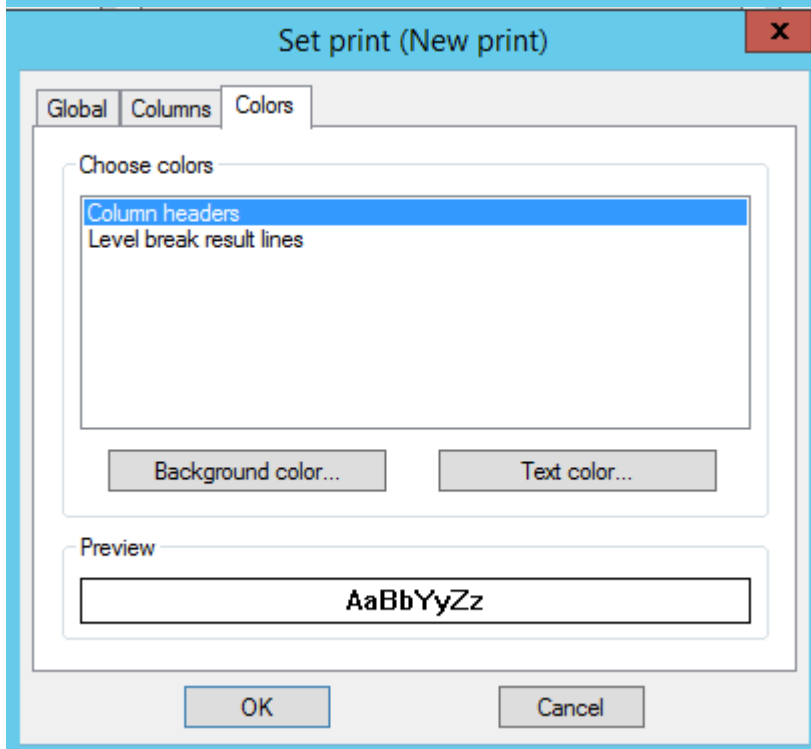 Set print (New print)
x
Global Columns Colors
Choose colors
Column headers
Level break result lines
Background color... Text color...
Preview
AaBbYyZz
OK Cancel